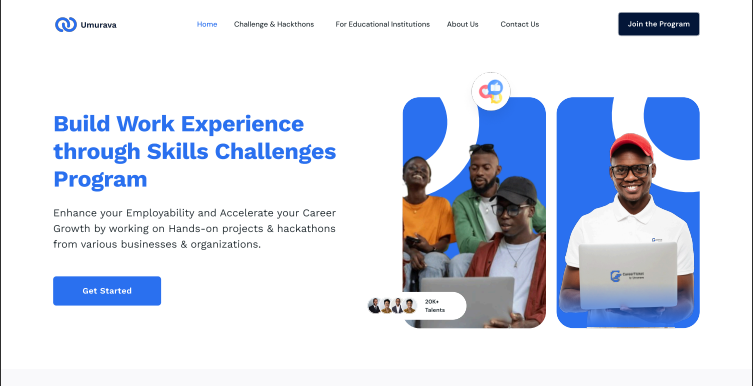 Umurava
Home
Challenge & Hackthons
For Educational Institutions
About Us
Contact Us
Join the Program
Build Work Experience
through Skills Challenges
Program
Enhance your Employability and Accelerate your Career
Growth by working on Hands-on projects & hackathons
from various businesses & organizations.
Get Started
20K+
Talents